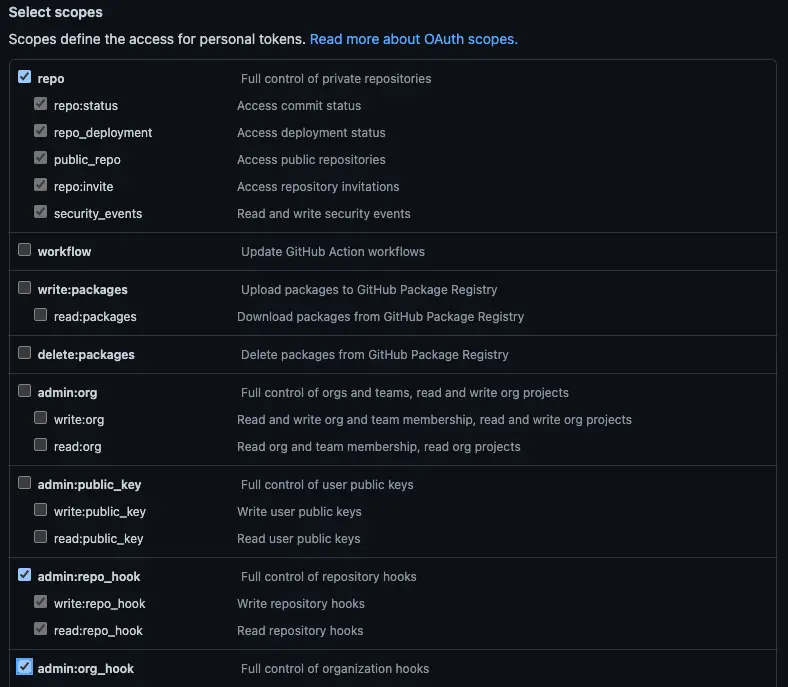 Select scopes
Scopes define the access for personal tokens. Read more about OAuth scopes.
repo Full control of private repositories
repo:status Access commit status
repo_deployment Access deployment status
public_repo Access public repositories
repo:invite Access repository invitations
security_events Read and write security events
workflow Update GitHub Action workflows
write:packages Upload packages to GitHub Package Registry
read:packages Download packages from GitHub Package Registry
delete:packages Delete packages from GitHub Package Registry
admin:org Full control of orgs and teams, read and write org projects
write:org Read and write org and team membership, read and write org projects
read:org Read org and team membership, read org projects
admin:public_key Full control of user public keys
write:public_key Write user public keys
read:public_key Read user public keys
admin:repo_hook Full control of repository hooks
write:repo_hook Write repository hooks
read:repo_hook Read repository hooks
admin:org_hook Full control of organization hooks